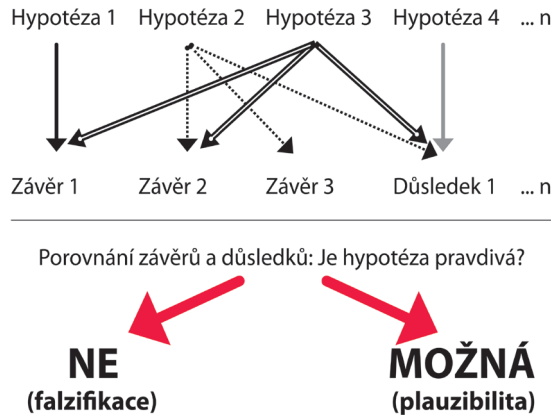 Hypotéza 1 Hypotéza 2 Hypotéza 3 Hypotéza 4 ... n
Závěr 1 Závěr 2 Závěr 3 Důsledek 1 ... n
Porovnání závěrů a důsledků: Je hypotéza pravdivá?
NE MOŽNÁ
(falzifikace) (plauzibilita)